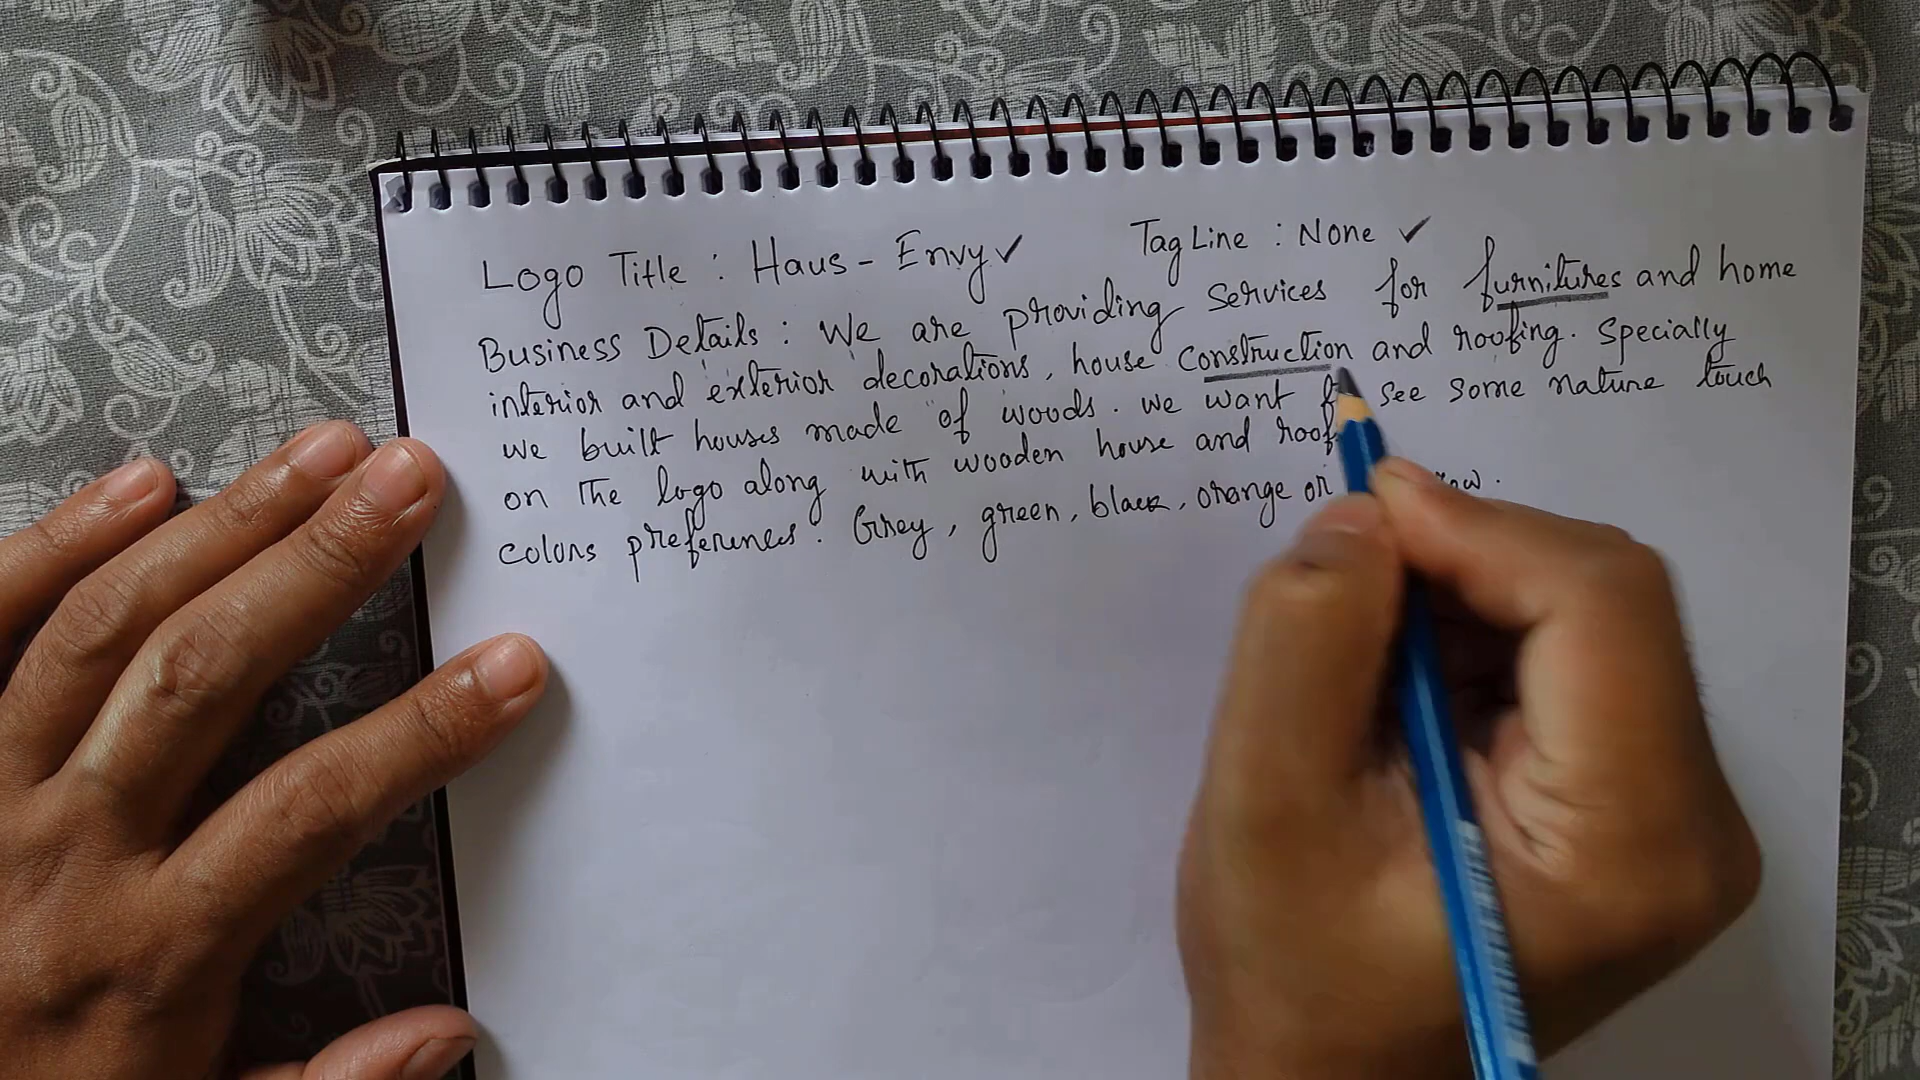 Logo Title : Haus - Envy ✓ Tag Line : None ✓
Business Details : We are providing services for furnitures and home
interior and exterior decorations, house construction and roofing. Specially
we built houses made of woods. We want see some nature touch
on the logo along with wooden house and
colors preferences. Grey, green, black, orange or